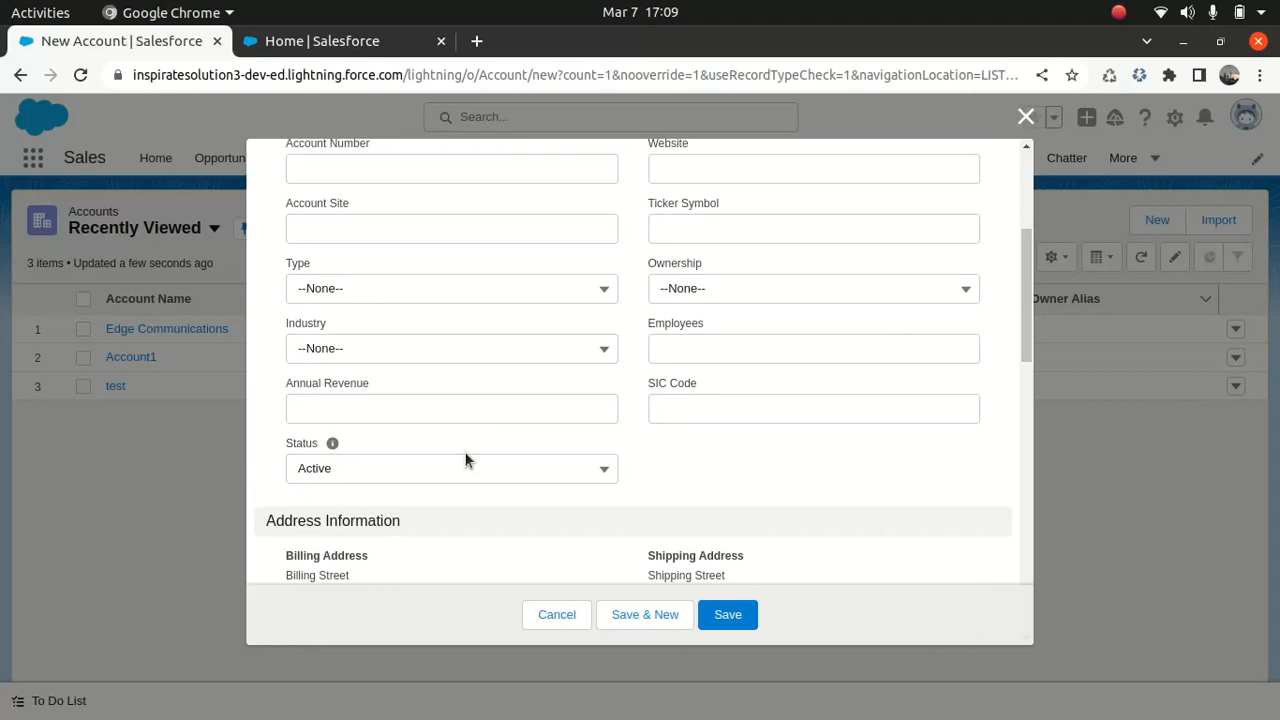 Activities
Google Chrome
Mar 7 17:09
New Account | Salesforce
Home | Salesforce
inspiratesolution3-dev-ed.lightning.force.com/lightning/o/Account/new?count=1&nooverride=1&useRecordTypeCheck=1&navigationLocation=LIST...
Search...
Sales
Home
Opportun
Chatter
More
Accounts
Recently Viewed
New
Import
3 items • Updated a few seconds ago
Account Name
Owner Alias
1 Edge Communications
2 Account1
3 test
Account Number
Website
Account Site
Ticker Symbol
Type
Ownership
--None--
--None--
Industry
Employees
--None--
Annual Revenue
SIC Code
Status
Active
Address Information
Billing Address
Shipping Address
Billing Street
Shipping Street
Cancel
Save & New
Save
To Do List